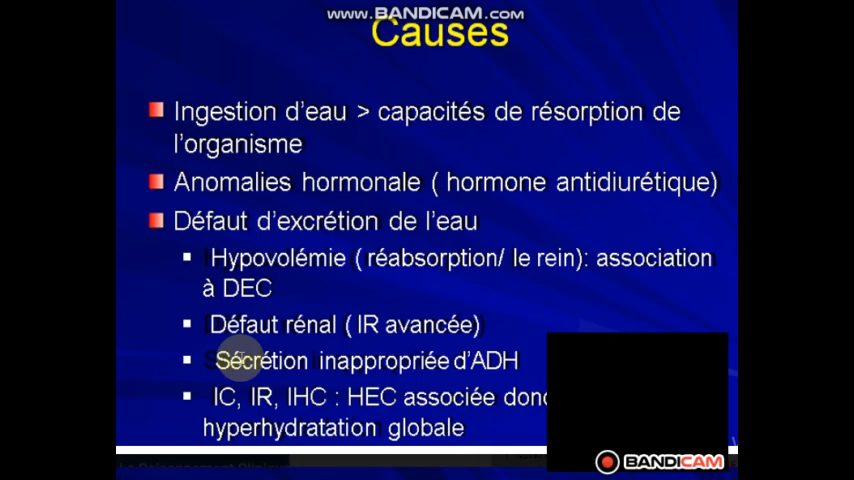 www.BANDICAM.com
Causes
Ingestion d'eau > capacités de résorption de
l'organisme
Anomalies hormonale ( hormone antidiurétique)
Défaut d'excrétion de l'eau
Hypovolémie ( réabsorption/ le rein): association
à DEC
Défaut rénal ( IR avancée)
Sécrétion inappropriée d'ADH
IC, IR, IHC : HEC associée donc
hyperhydratation globale
BANDICAM